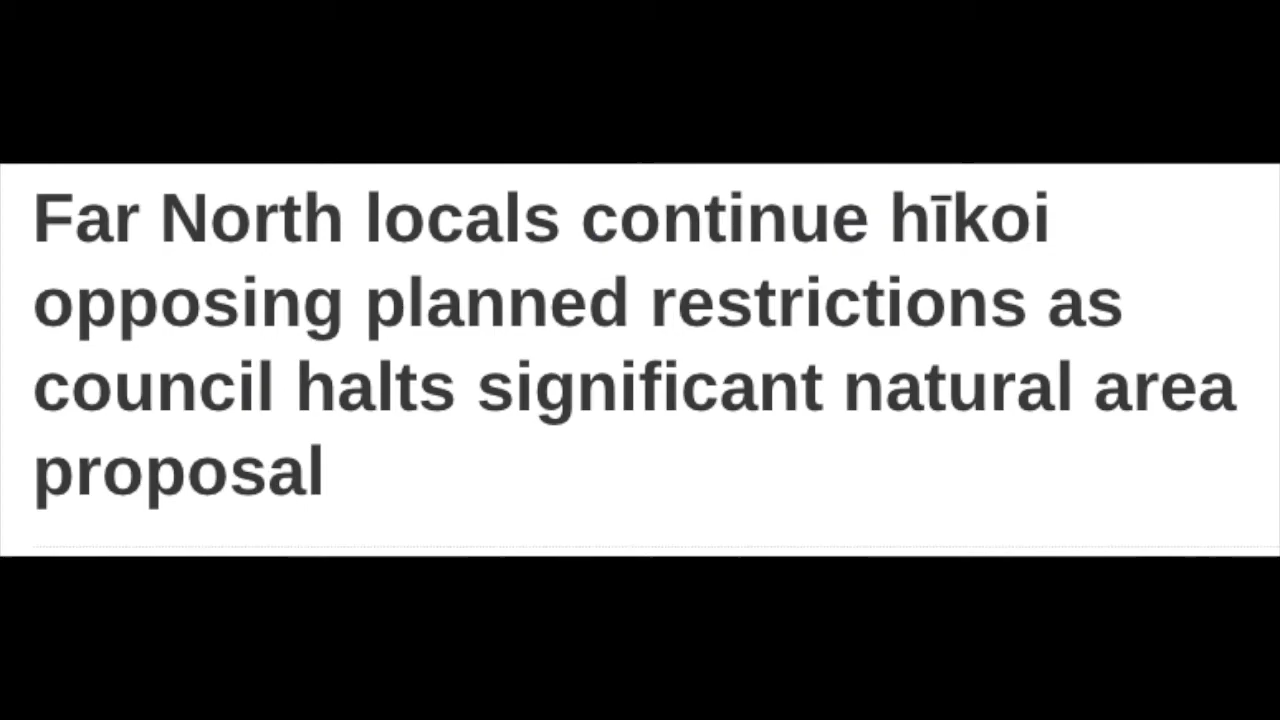 Far North locals continue hīkoi
opposing planned restrictions as
council halts significant natural area
proposal